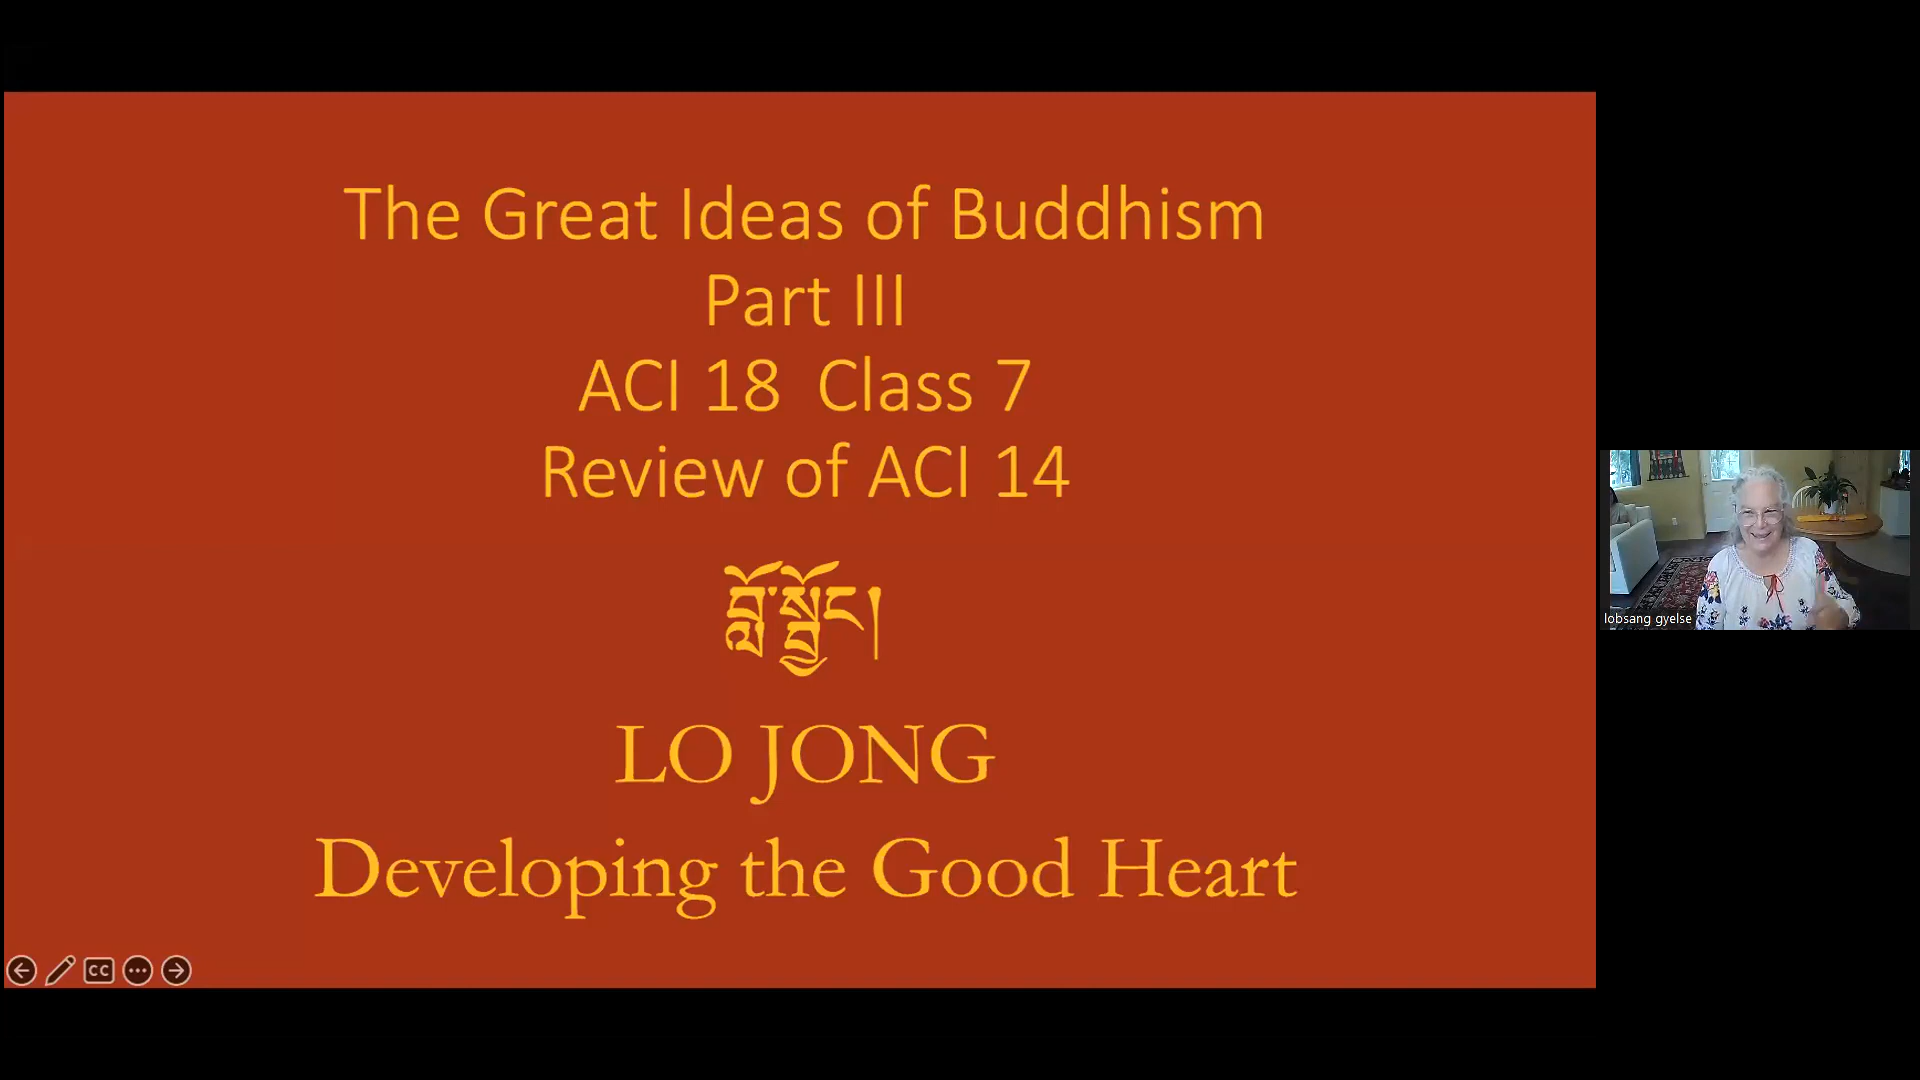 The Great Ideas of Buddhism
Part III
ACI 18 Class 7
Review of ACI 14
བློ་སྦྱོང།
LO JONG
Developing the Good Heart
CC
lobsang gyelse